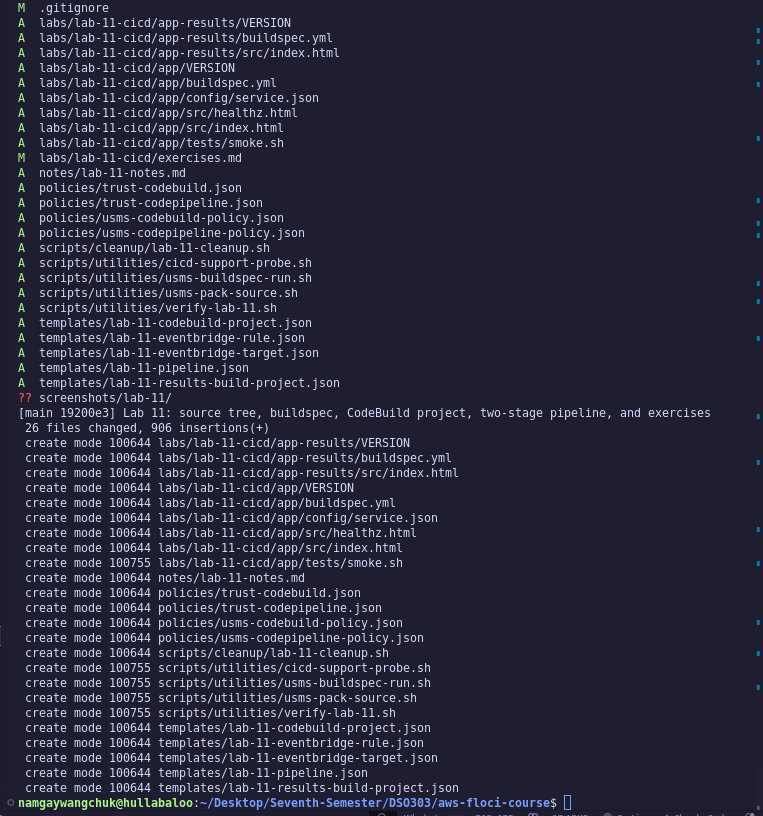 M  .gitignore
A  labs/lab-11-cicd/app-results/VERSION
A  labs/lab-11-cicd/app-results/buildspec.yml
A  labs/lab-11-cicd/app-results/src/index.html
A  labs/lab-11-cicd/app/VERSION
A  labs/lab-11-cicd/app/buildspec.yml
A  labs/lab-11-cicd/app/config/service.json
A  labs/lab-11-cicd/app/src/healthz.html
A  labs/lab-11-cicd/app/src/index.html
A  labs/lab-11-cicd/app/tests/smoke.sh
M  labs/lab-11-cicd/exercises.md
A  notes/lab-11-notes.md
A  policies/trust-codebuild.json
A  policies/trust-codepipeline.json
A  policies/usms-codebuild-policy.json
A  policies/usms-codepipeline-policy.json
A  scripts/cleanup/lab-11-cleanup.sh
A  scripts/utilities/cicd-support-probe.sh
A  scripts/utilities/usms-buildspec-run.sh
A  scripts/utilities/usms-pack-source.sh
A  scripts/utilities/verify-lab-11.sh
A  templates/lab-11-codebuild-project.json
A  templates/lab-11-eventbridge-rule.json
A  templates/lab-11-eventbridge-target.json
A  templates/lab-11-pipeline.json
A  templates/lab-11-results-build-project.json
?? screenshots/lab-11/
[main 19200e3] Lab 11: source tree, buildspec, CodeBuild project, two-stage pipeline, and exercises
 26 files changed, 906 insertions(+)
 create mode 100644 labs/lab-11-cicd/app-results/VERSION
 create mode 100644 labs/lab-11-cicd/app-results/buildspec.yml
 create mode 100644 labs/lab-11-cicd/app-results/src/index.html
 create mode 100644 labs/lab-11-cicd/app/VERSION
 create mode 100644 labs/lab-11-cicd/app/buildspec.yml
 create mode 100644 labs/lab-11-cicd/app/config/service.json
 create mode 100644 labs/lab-11-cicd/app/src/healthz.html
 create mode 100644 labs/lab-11-cicd/app/src/index.html
 create mode 100755 labs/lab-11-cicd/app/tests/smoke.sh
 create mode 100644 notes/lab-11-notes.md
 create mode 100644 policies/trust-codebuild.json
 create mode 100644 policies/trust-codepipeline.json
 create mode 100644 policies/usms-codebuild-policy.json
 create mode 100644 policies/usms-codepipeline-policy.json
 create mode 100644 scripts/cleanup/lab-11-cleanup.sh
 create mode 100755 scripts/utilities/cicd-support-probe.sh
 create mode 100755 scripts/utilities/usms-buildspec-run.sh
 create mode 100755 scripts/utilities/usms-pack-source.sh
 create mode 100755 scripts/utilities/verify-lab-11.sh
 create mode 100644 templates/lab-11-codebuild-project.json
 create mode 100644 templates/lab-11-eventbridge-rule.json
 create mode 100644 templates/lab-11-eventbridge-target.json
 create mode 100644 templates/lab-11-pipeline.json
 create mode 100644 templates/lab-11-results-build-project.json
namgaywangchuk@hullabaloo:~/Desktop/Seventh-Semester/DSO303/aws-floci-course$